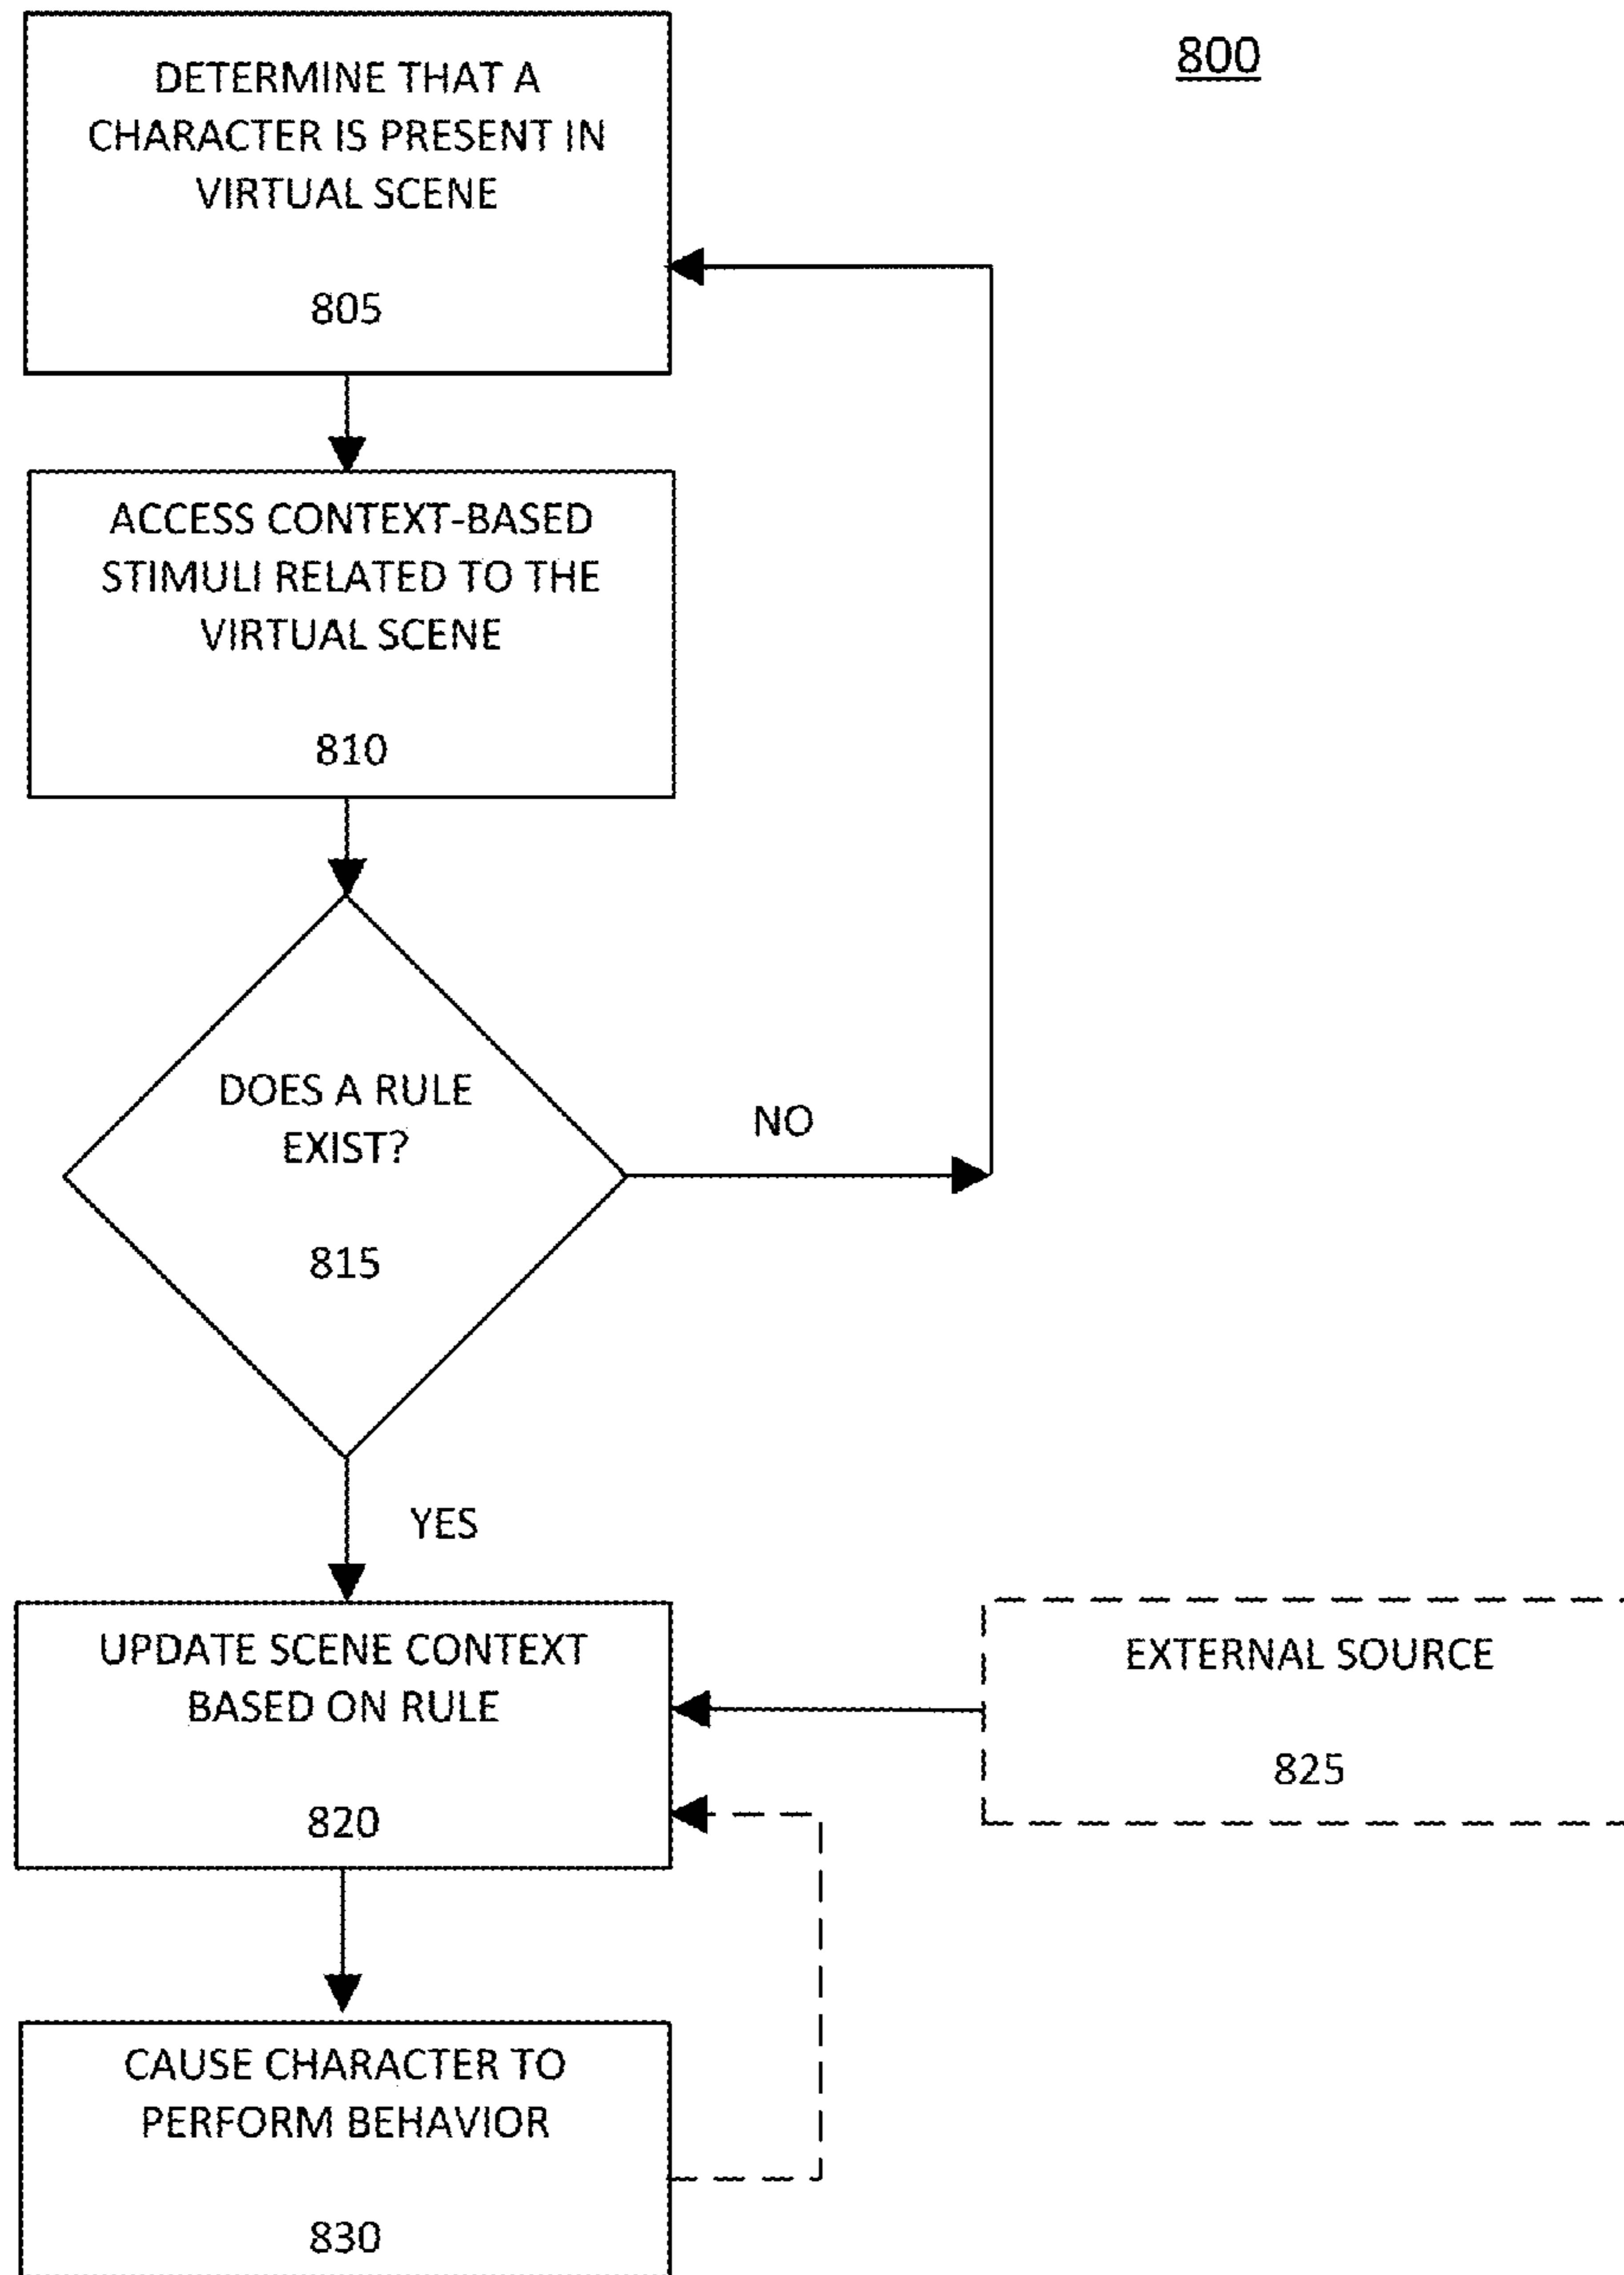 800
DETERMINE THAT A
CHARACTER IS PRESENT IN
VIRTUAL SCENE
805
ACCESS CONTEXT-BASED
STIMULI RELATED TO THE
VIRTUAL SCENE
810
DOES A RULE
EXIST?
815
NO
YES
UPDATE SCENE CONTEXT
BASED ON RULE
820
EXTERNAL SOURCE
825
CAUSE CHARACTER TO
PERFORM BEHAVIOR
830